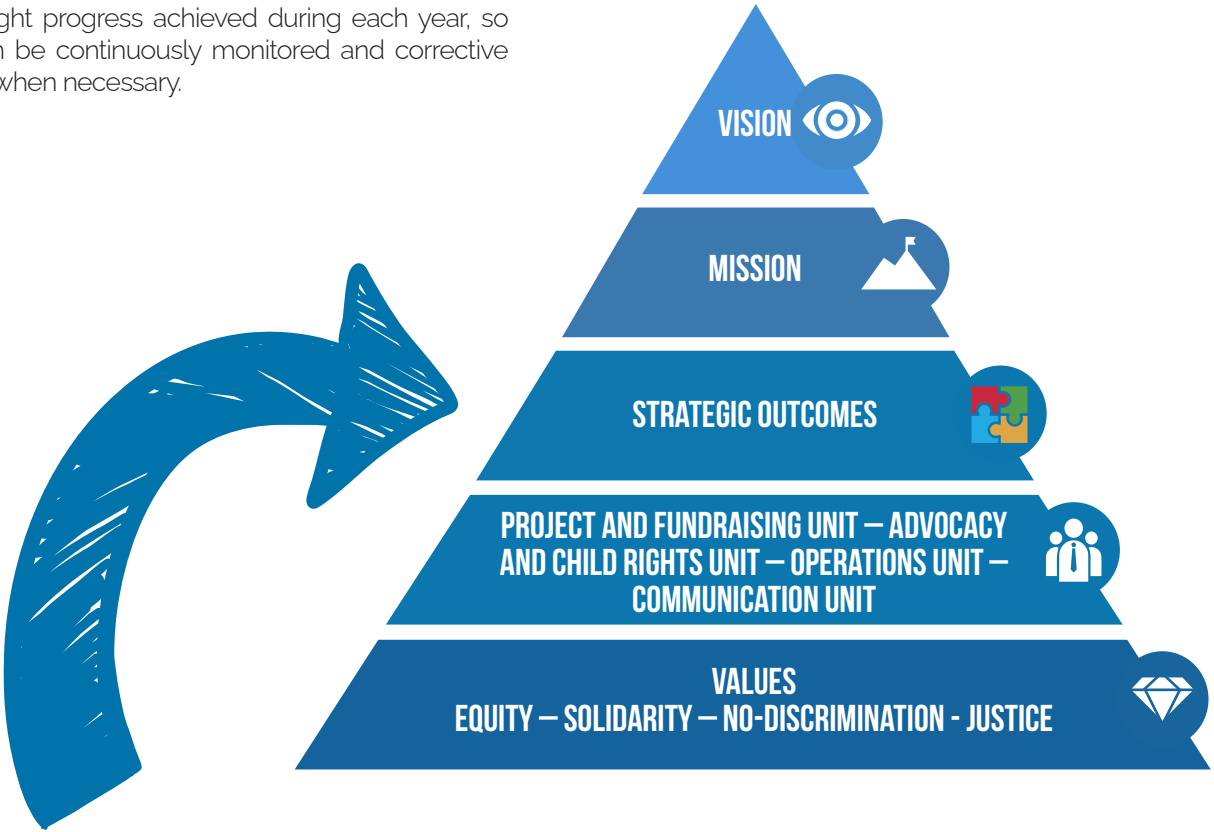 progress achieved during each year, so
be continuously monitored and corrective
when necessary.
VISION
MISSION
STRATEGIC OUTCOMES
PROJECT AND FUNDRAISING UNIT – ADVOCACY
AND CHILD RIGHTS UNIT – OPERATIONS UNIT –
COMMUNICATION UNIT
VALUES
EQUITY – SOLIDARITY – NO-DISCRIMINATION - JUSTICE